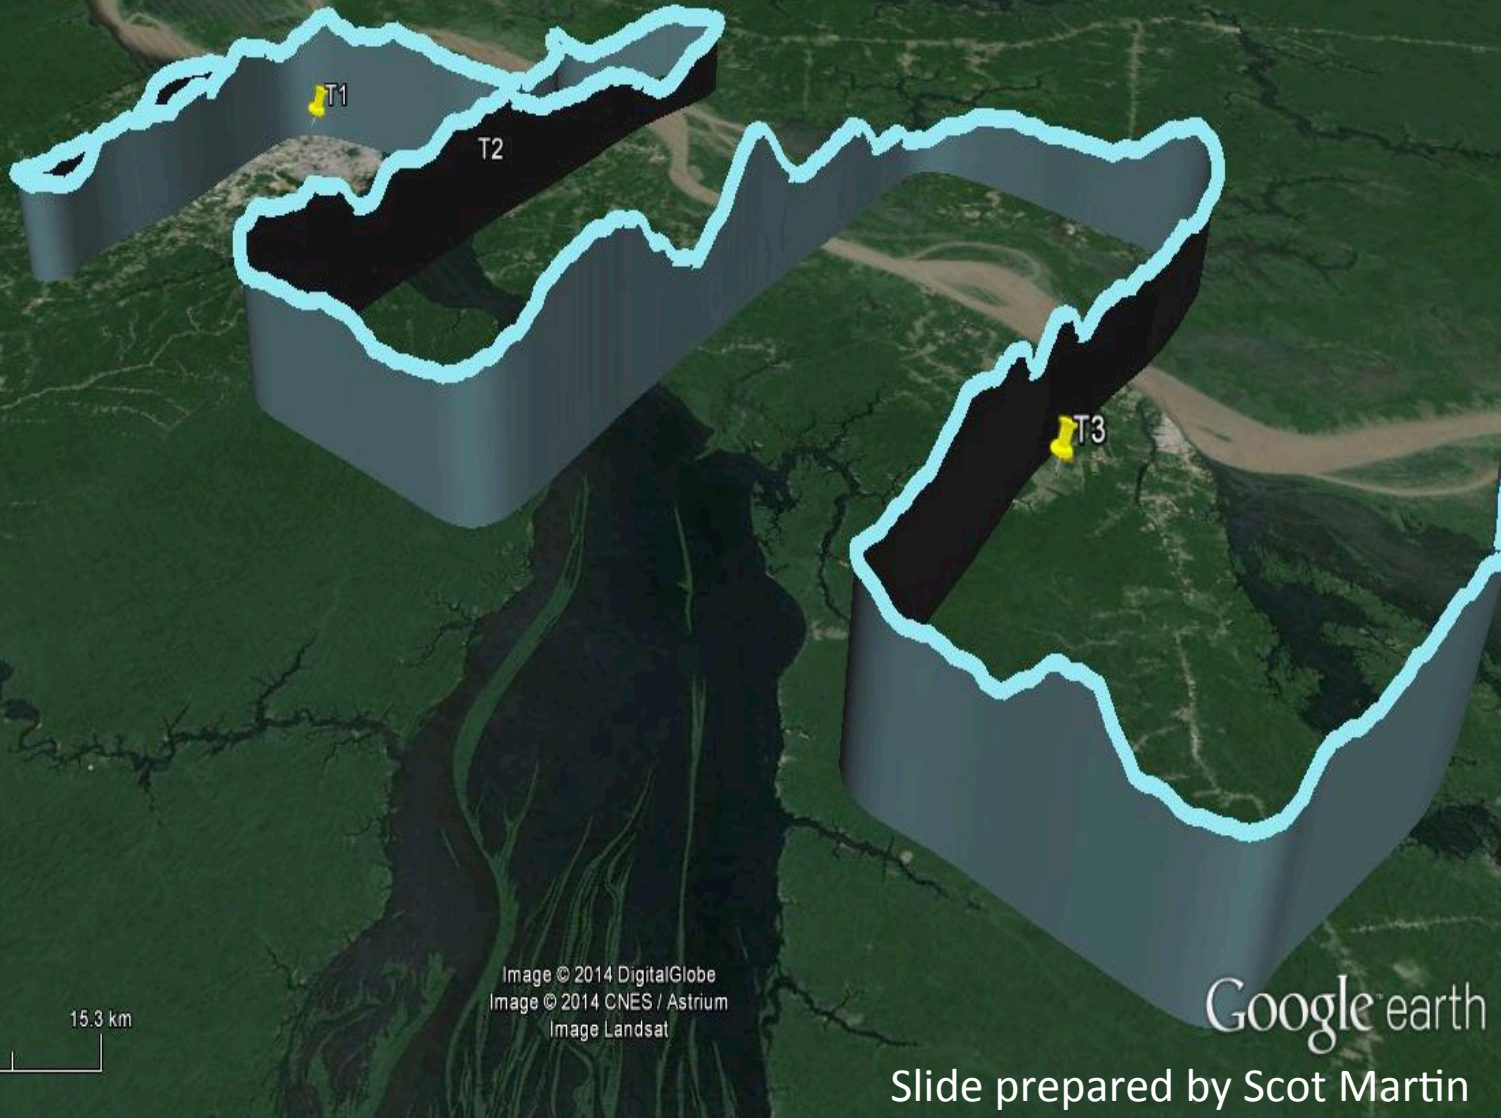 T1
T2
T3
Image © 2014 DigitalGlobe
Image © 2014 CNES / Astrium
Image Landsat
15.3 km
Google earth
Slide prepared by Scot Martin